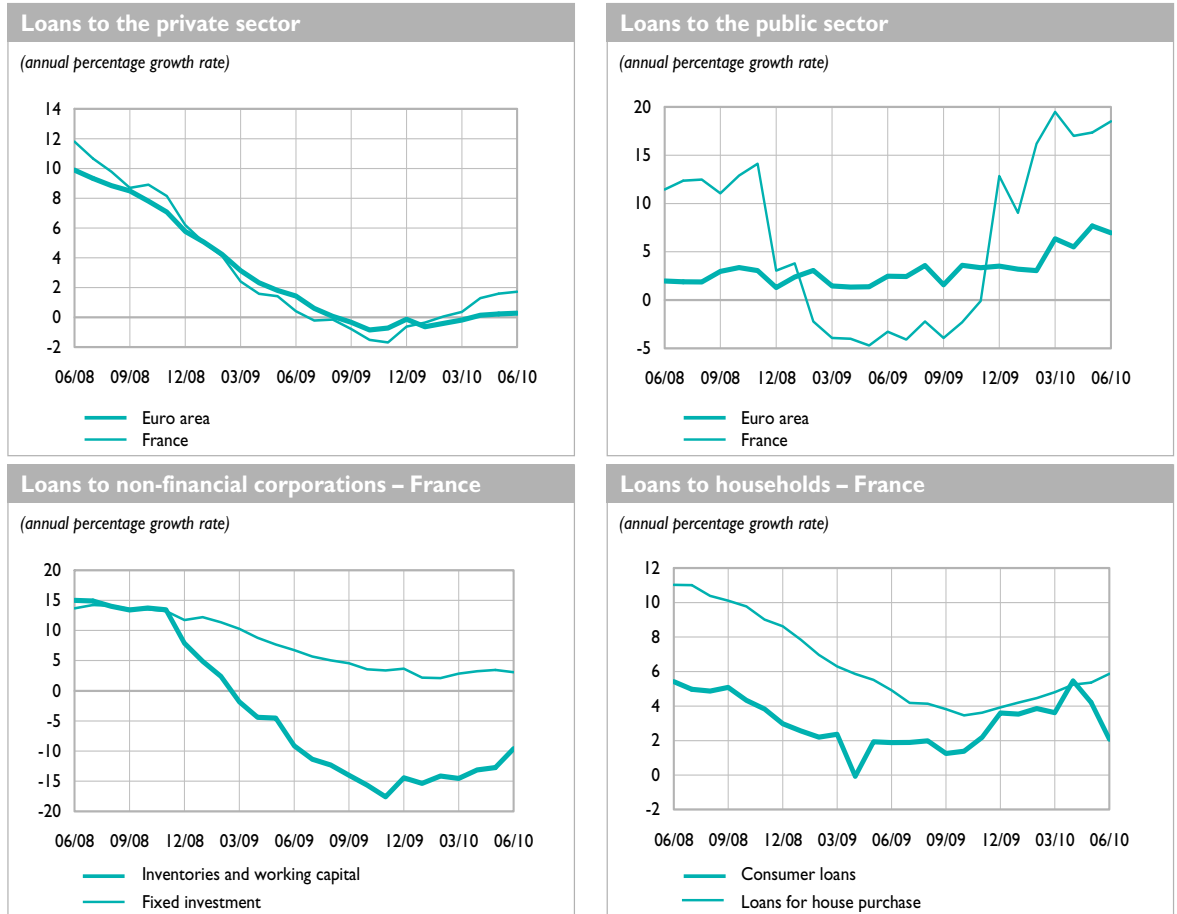 Loans to the private sector
(annual percentage growth rate)
14
12
10
8
6
4
2
0
-2
06/08 09/08 12/08 03/09 06/09 09/09 12/09 03/10 06/10
Euro area
France
Loans to the public sector
(annual percentage growth rate)
20
15
10
5
0
-5
06/08 09/08 12/08 03/09 06/09 09/09 12/09 03/10 06/10
Euro area
France
Loans to non-financial corporations – France
(annual percentage growth rate)
20
15
10
5
0
-5
-10
-15
-20
06/08 09/08 12/08 03/09 06/09 09/09 12/09 03/10 06/10
Inventories and working capital
Fixed investment
Loans to households – France
(annual percentage growth rate)
12
10
8
6
4
2
0
-2
06/08 09/08 12/08 03/09 06/09 09/09 12/09 03/10 06/10
Consumer loans
Loans for house purchase